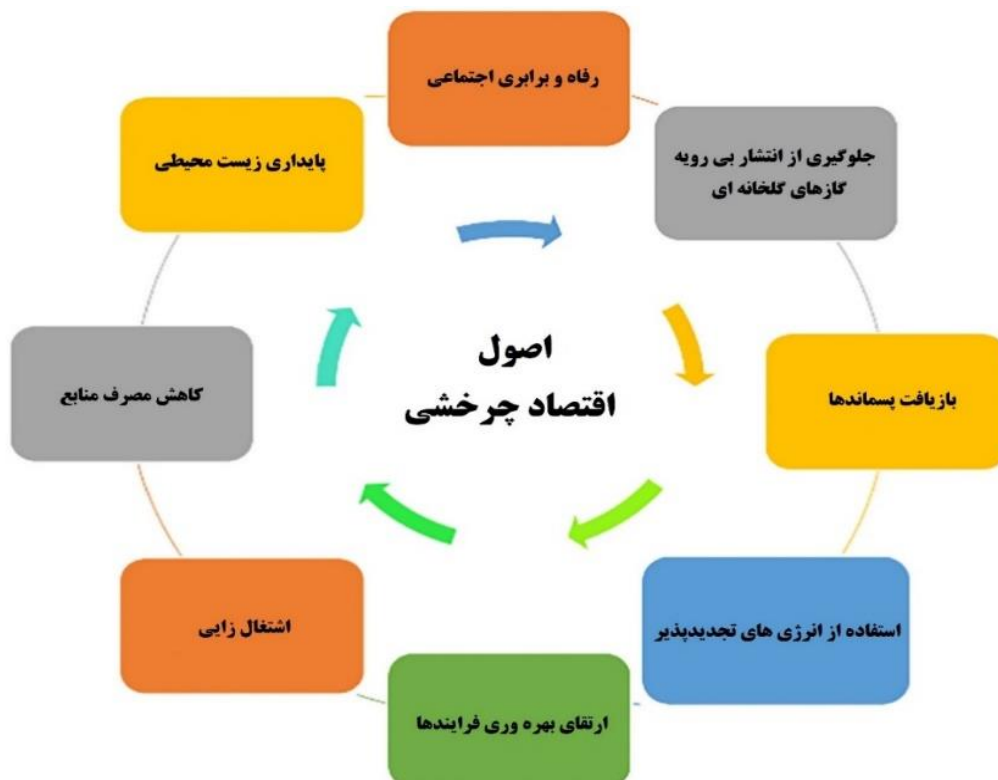 رفاه و برابری اجتماعی
جلوگیری از انتشار بی رویه
گازهای گلخانه ای
بازیافت پسماندها
استفاده از انرژی های تجدیدپذیر
ارتقای بهره وری فرایندها
اشتغال زایی
کاهش مصرف منابع
پایداری زیست محیطی
اصول
اقتصاد چرخشی